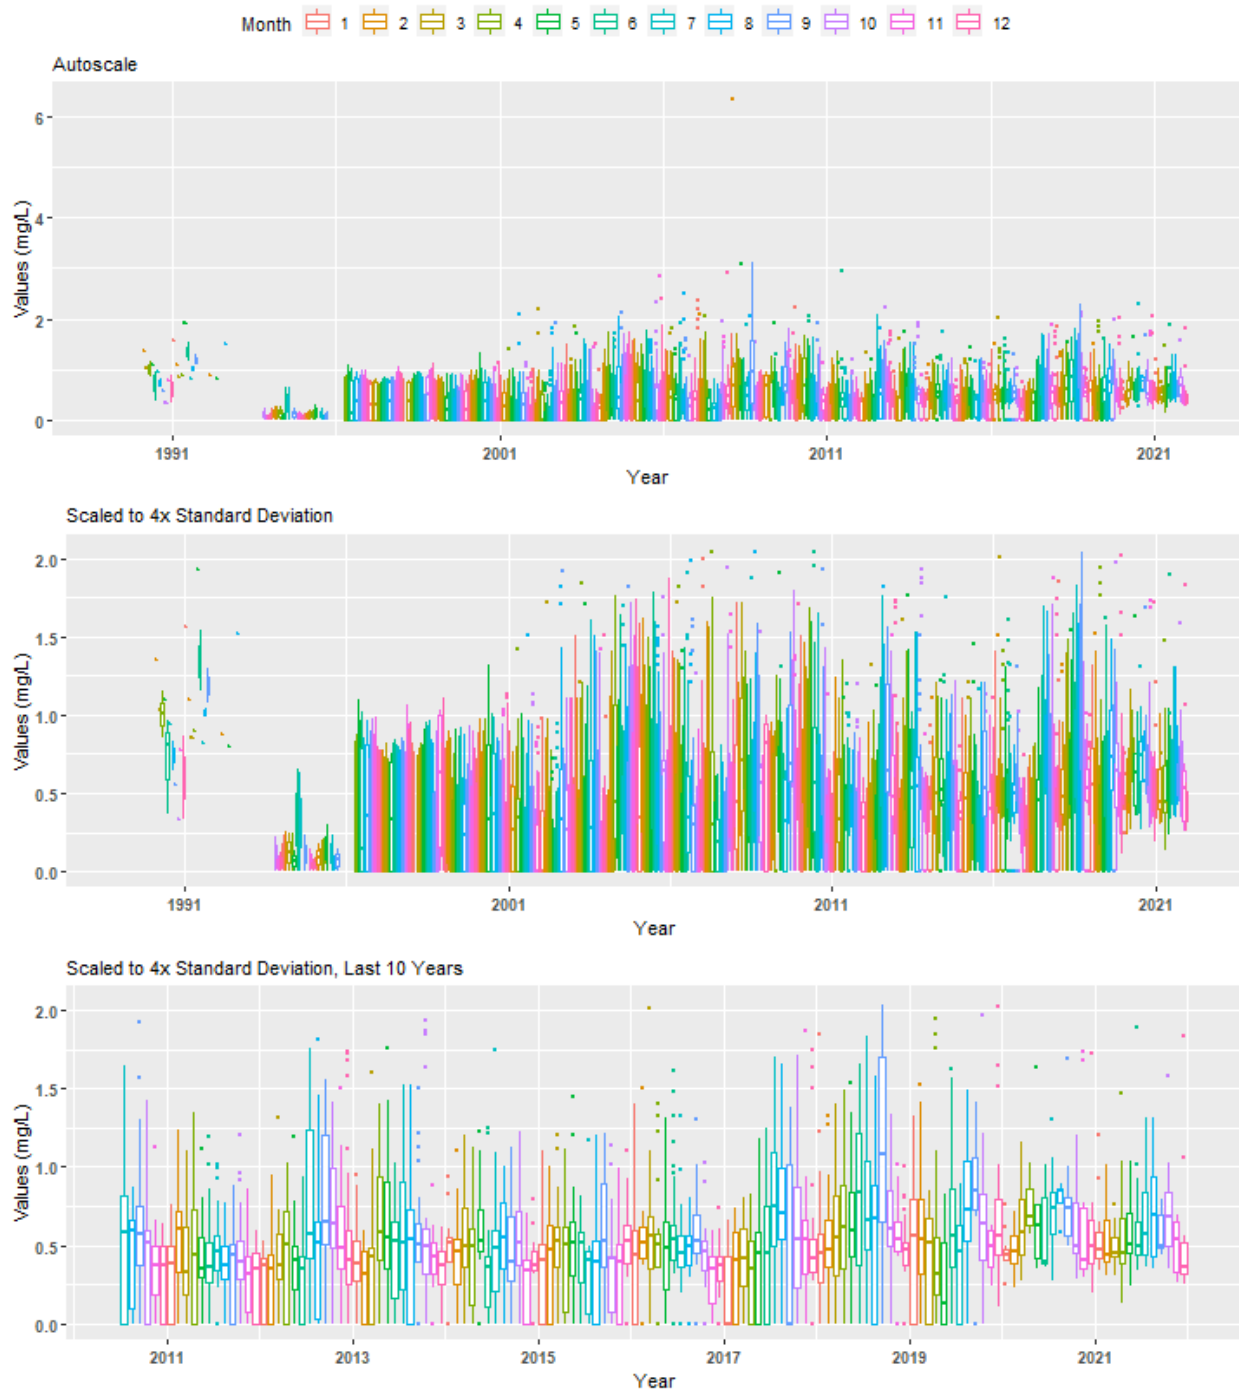 Month 1 2 3 4 5 6 7 8 9 10 11 12
Autoscale
Values (mg/L)
6
4
2
0
1991 2001 2011 2021
Year
Scaled to 4x Standard Deviation
Values (mg/L)
2.0
1.5
1.0
0.5
0.0
1991 2001 2011 2021
Year
Scaled to 4x Standard Deviation, Last 10 Years
Values (mg/L)
2.0
1.5
1.0
0.5
0.0
2011 2013 2015 2017 2019 2021
Year